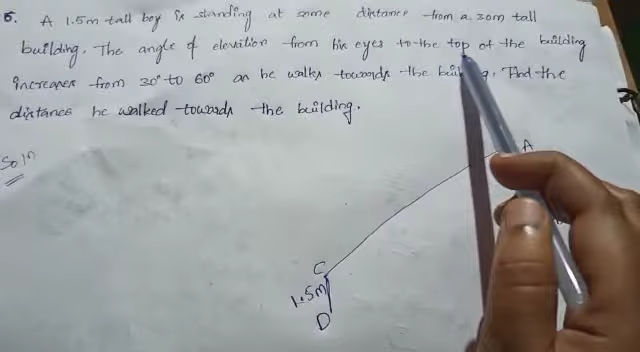 6. A 1.5m tall boy is standing at some distance from a 30m tall
building. The angle of elevation from his eyes to the top of the building
increases from 30° to 60° as he walks towards the building. Find the
distance he walked towards the building.
Soln
A
C
1.5m
D